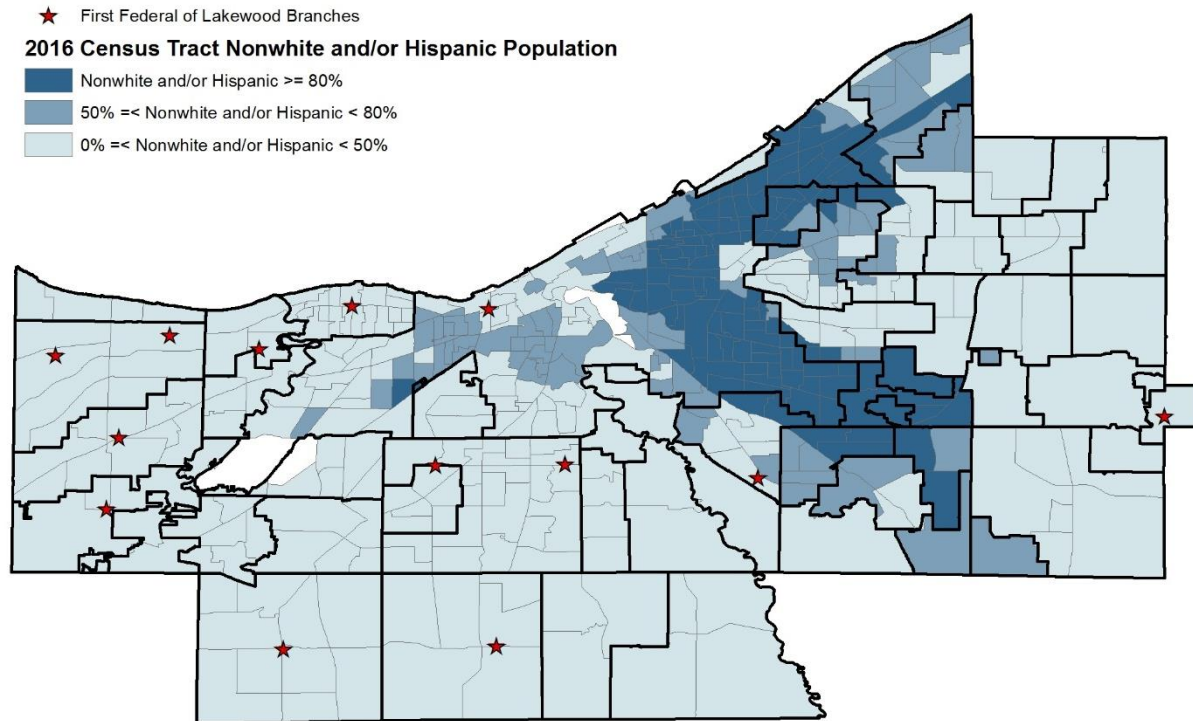 First Federal of Lakewood Branches
2016 Census Tract Nonwhite and/or Hispanic Population
Nonwhite and/or Hispanic >= 80%
50% =< Nonwhite and/or Hispanic < 80%
0% =< Nonwhite and/or Hispanic < 50%